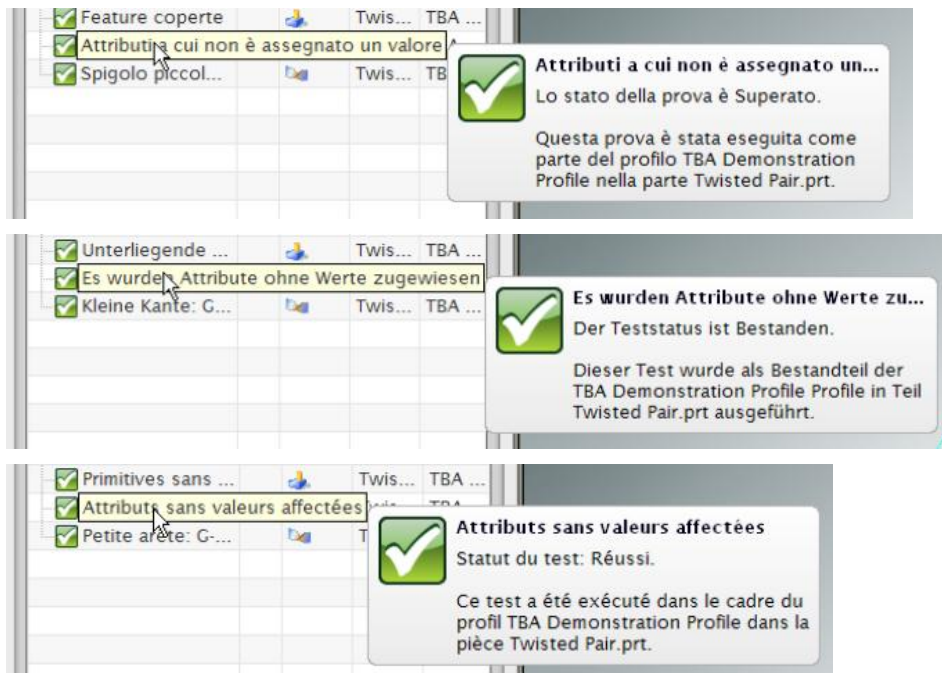 Feature coperte Twis... TBA ...
Attributi a cui non è assegnato un valore
Spigolo piccol... Twis... TB
Attributi a cui non è assegnato un...
Lo stato della prova è Superato.
Questa prova è stata eseguita come
parte del profilo TBA Demonstration
Profile nella parte Twisted Pair.prt.
Unterliegende ... Twis... TBA ...
Es wurden Attribute ohne Werte zugewiesen
Kleine Kante: G... Twis... TBA ...
Es wurden Attribute ohne Werte zu...
Der Teststatus ist Bestanden.
Dieser Test wurde als Bestandteil der
TBA Demonstration Profile Profile in Teil
Twisted Pair.prt ausgeführt.
Primitives sans ... Twis... TBA ...
Attributs sans valeurs affectées
Petite arête: G-... T
Attributs sans valeurs affectées
Statut du test: Réussi.
Ce test a été exécuté dans le cadre du
profil TBA Demonstration Profile dans la
pièce Twisted Pair.prt.